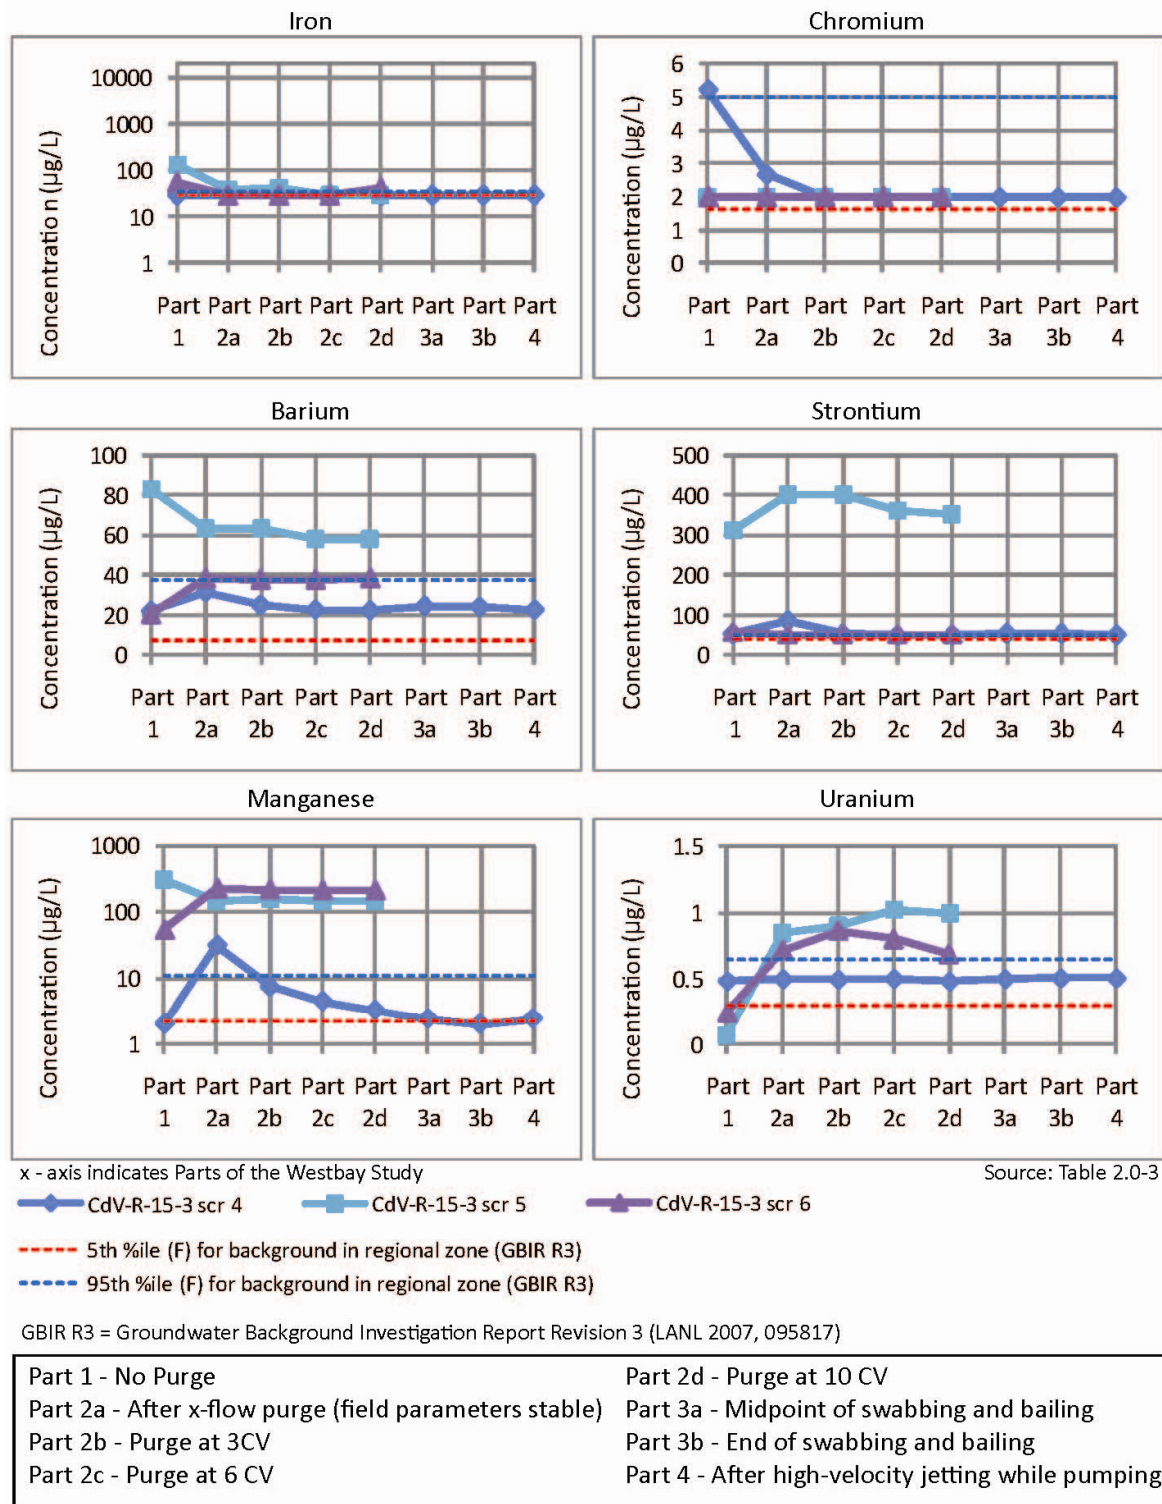 Iron
Concentration (µg/L)
10000
1000
100
10
1
Part Part Part Part Part Part Part Part
1 2a 2b 2c 2d 3a 3b 4
Chromium
Concentration (µg/L)
6
5
4
3
2
1
0
Part Part Part Part Part Part Part Part
1 2a 2b 2c 2d 3a 3b 4
Barium
Concentration (µg/L)
100
80
60
40
20
0
Part Part Part Part Part Part Part Part
1 2a 2b 2c 2d 3a 3b 4
Strontium
Concentration (µg/L)
500
400
300
200
100
0
Part Part Part Part Part Part Part Part
1 2a 2b 2c 2d 3a 3b 4
Manganese
Concentration (µg/L)
1000
100
10
1
Part Part Part Part Part Part Part Part
1 2a 2b 2c 2d 3a 3b 4
Uranium
Concentration (µg/L)
1.5
1
0.5
0
Part Part Part Part Part Part Part Part
1 2a 2b 2c 2d 3a 3b 4
x - axis indicates Parts of the Westbay Study
Source: Table 2.0-3
CdV-R-15-3 scr 4 CdV-R-15-3 scr 5 CdV-R-15-3 scr 6
5th %ile (F) for background in regional zone (GBIR R3)
95th %ile (F) for background in regional zone (GBIR R3)
GBIR R3 = Groundwater Background Investigation Report Revision 3 (LANL 2007, 095817)
Part 1 - No Purge
Part 2a - After x-flow purge (field parameters stable)
Part 2b - Purge at 3CV
Part 2c - Purge at 6 CV
Part 2d - Purge at 10 CV
Part 3a - Midpoint of swabbing and bailing
Part 3b - End of swabbing and bailing
Part 4 - After high-velocity jetting while pumping